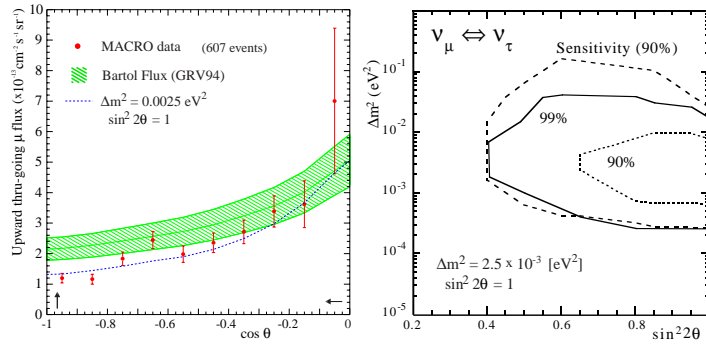 Upward thru-going μ flux (x10⁻¹³ cm⁻² s⁻¹ sr⁻¹)
10
9
8
7
6
5
4
3
2
1
0
MACRO data (607 events)
Bartol Flux (GRV94)
Δm² = 0.0025 eV²
sin² 2θ = 1
-1 -0.8 -0.6 -0.4 -0.2 0
cos θ
Δm² (eV²)
10⁻¹
10⁻²
10⁻³
10⁻⁴
10⁻⁵
νμ ⇔ ντ
Sensitivity (90%)
99%
90%
Δm² = 2.5 x 10⁻³ [eV²]
sin² 2θ = 1
0.2 0.4 0.6 0.8
sin²2θ